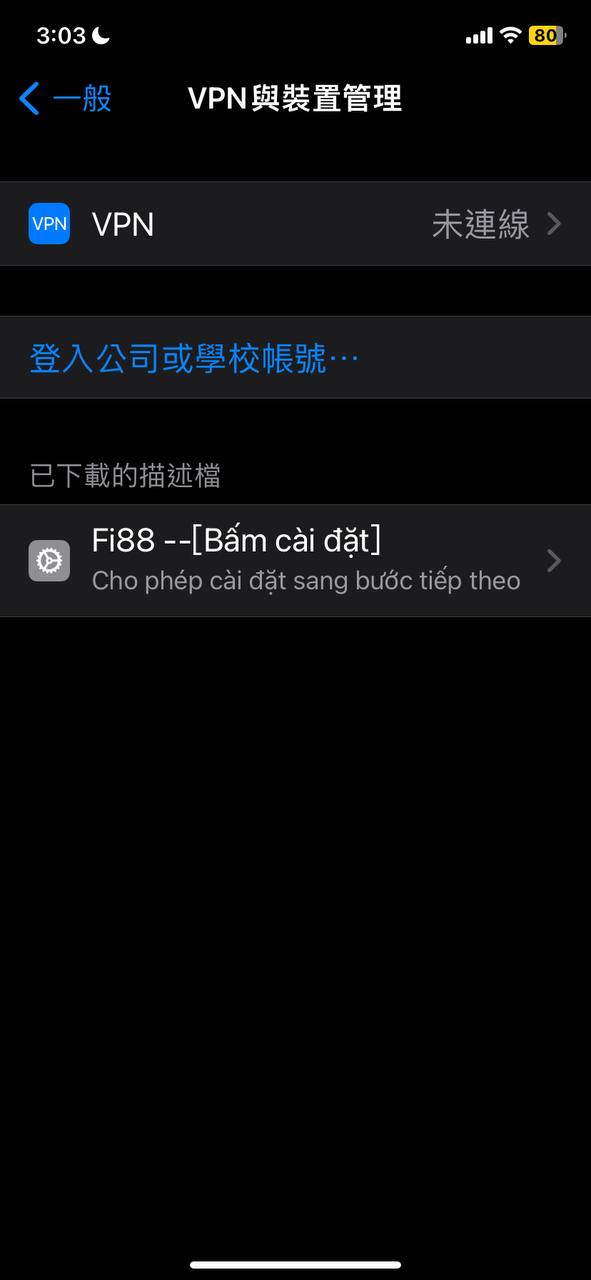 3:03
80
一般
VPN與裝置管理
VPN
VPN
未連線
登入公司或學校帳號⋯
已下載的描述檔
Fi88 --[Bấm cài đặt]
Cho phép cài đặt sang bước tiếp theo